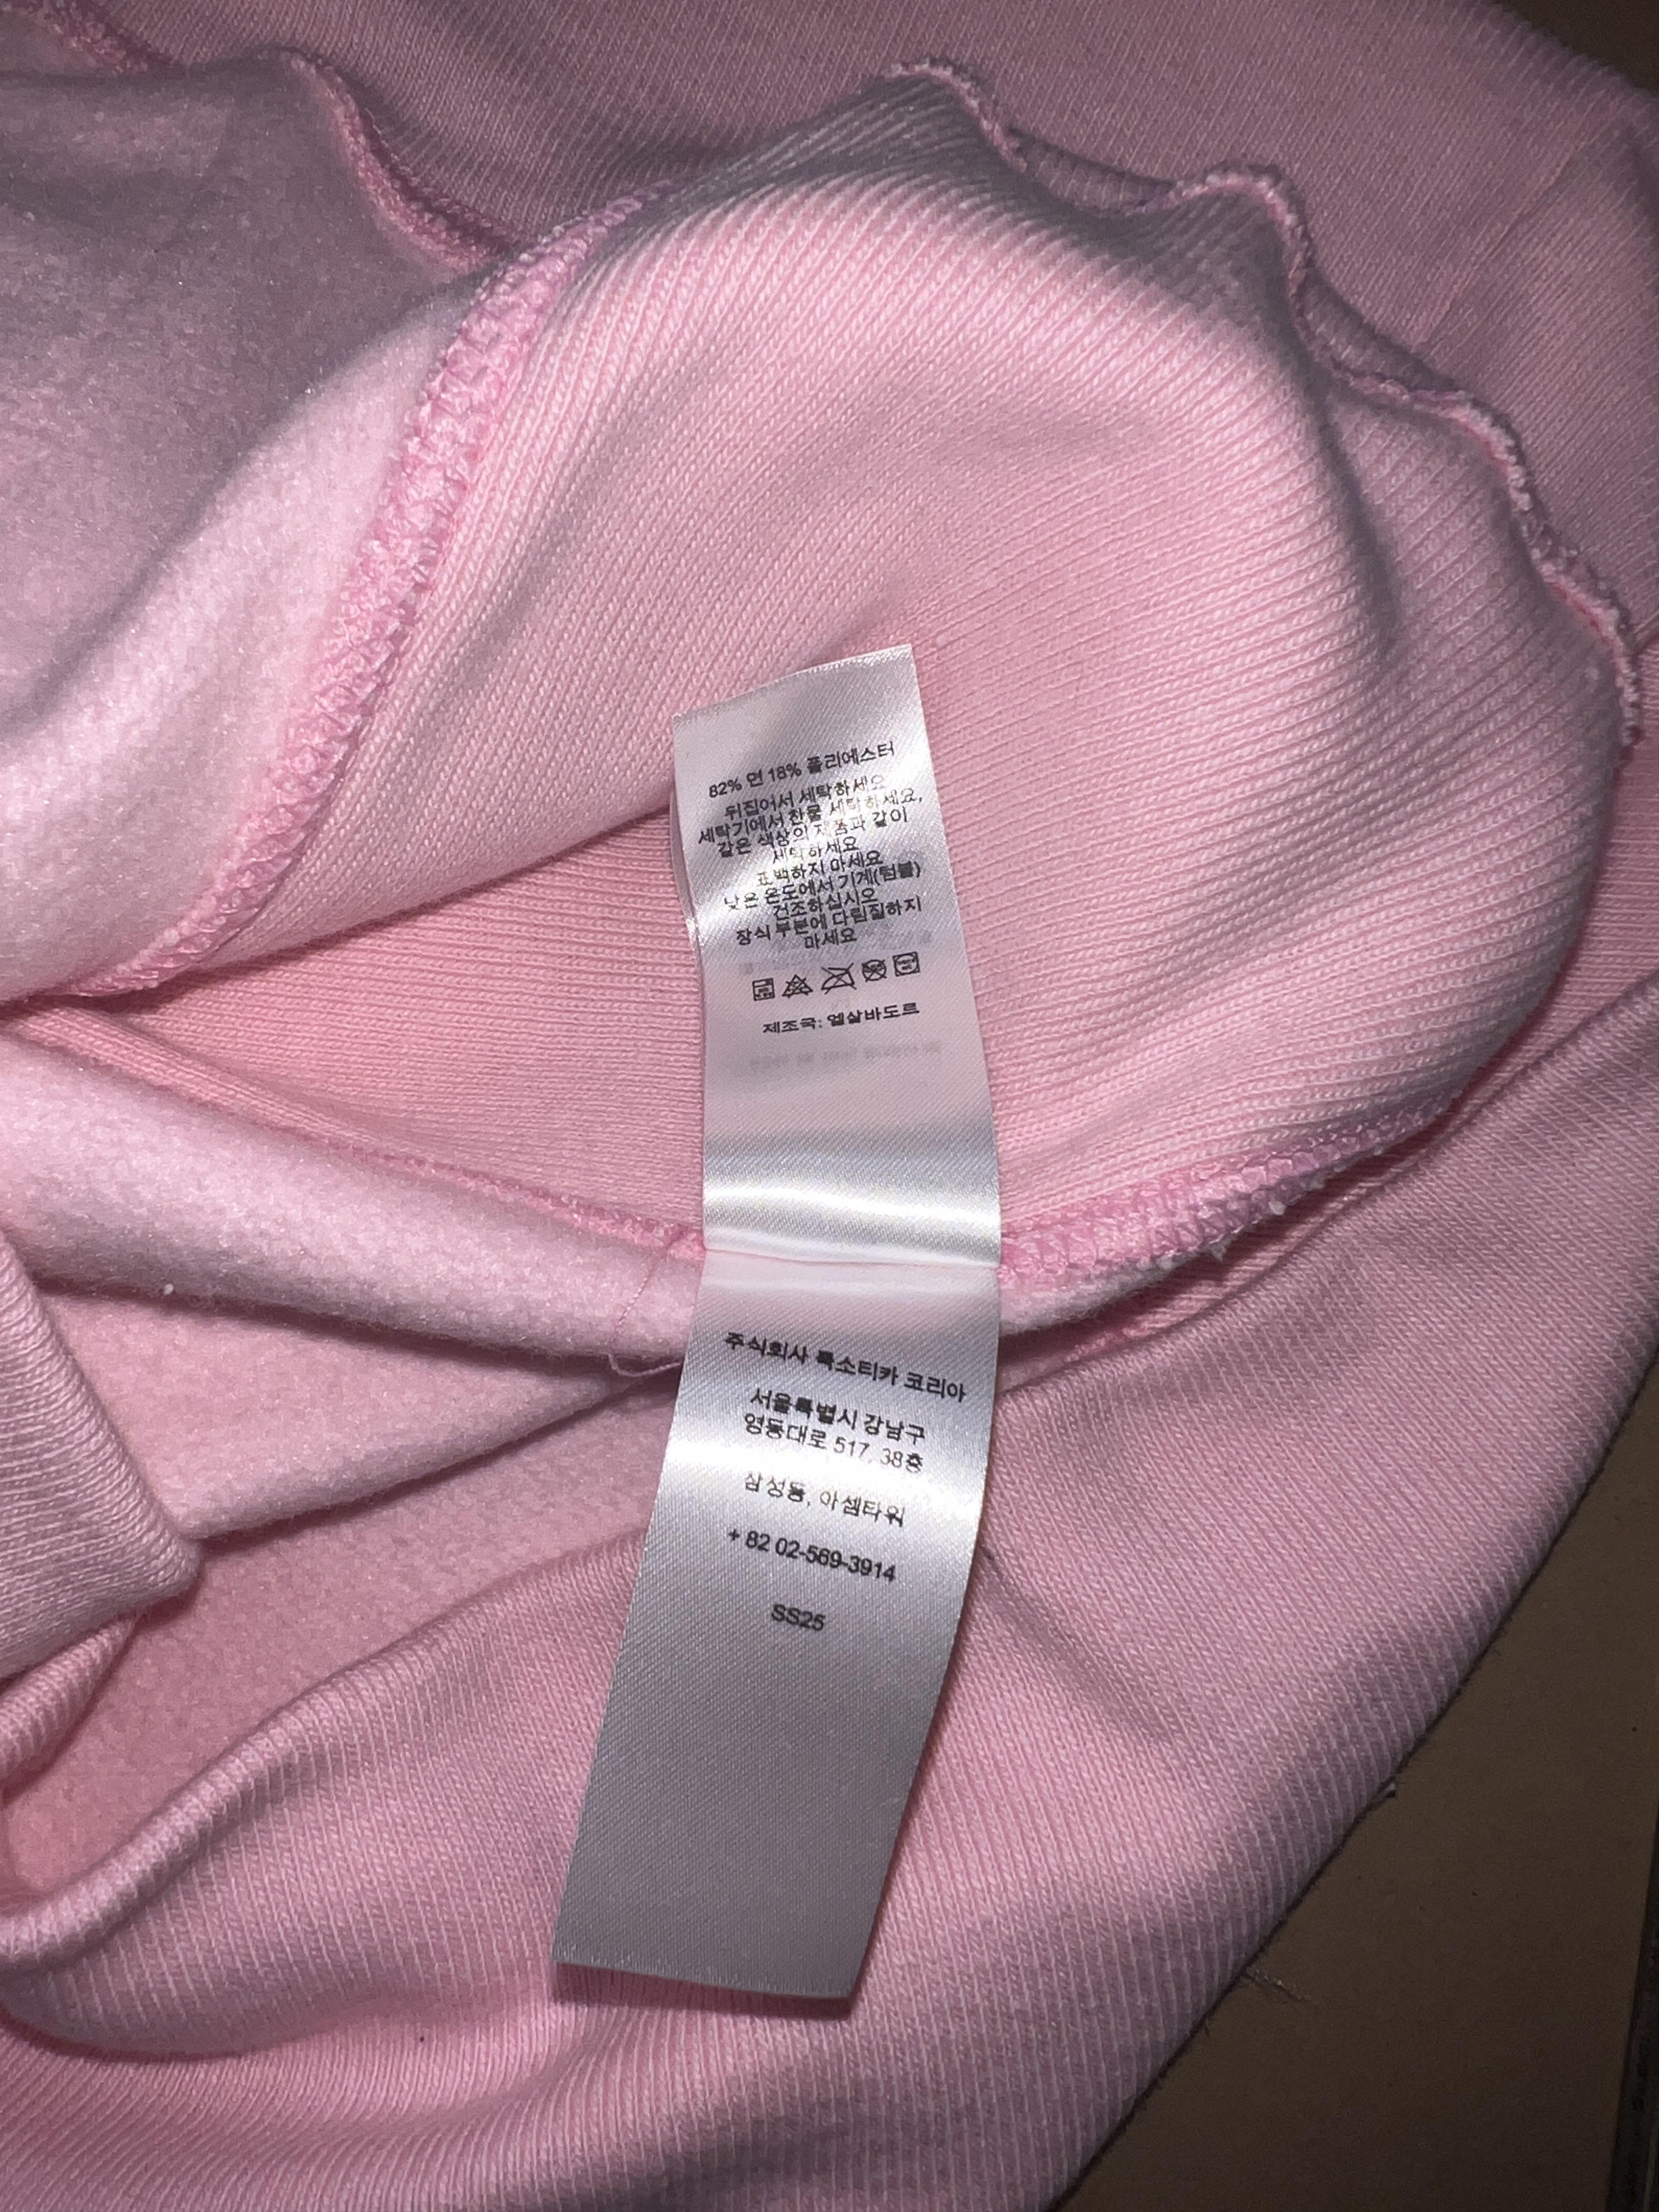 82% 면 18% 폴리에스터
뒤집어서 세탁하세요
세탁기에서 찬물 세탁하세요,
같은 색상의 제품과 같이
세탁하세요
표백하지 마세요
낮은 온도에서 기계(텀블)
건조하십시오
장식 부분에 다림질하지
마세요
제조국: 엘살바도르
주식회사 룩소티카 코리아
서울특별시 강남구
영동대로 517, 38층
삼성동, 아셈타워
+ 82 02-569-3914
SS25